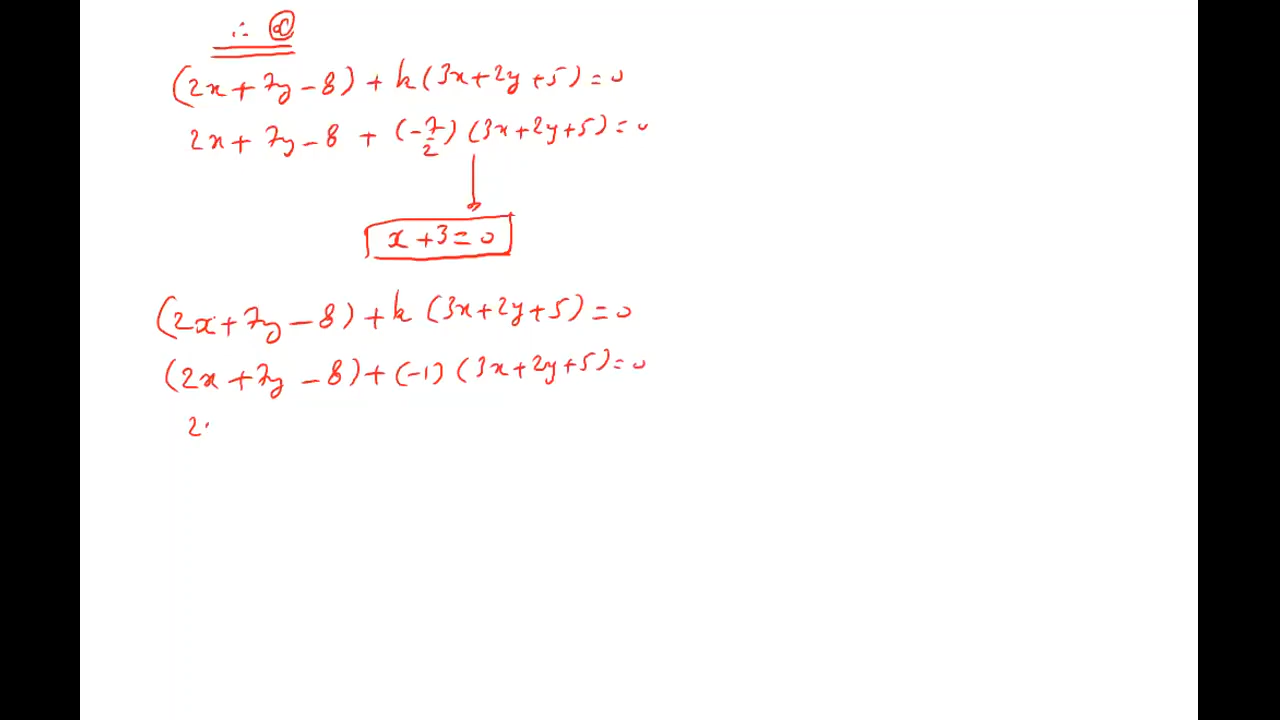 ∴ @
(2x + 7y - 8) + k (3x + 2y + 5) = 0
2x + 7y - 8 + (-7/2) (3x + 2y + 5) = 0
x + 3 = 0
(2x + 7y - 8) + k (3x + 2y + 5) = 0
(2x + 7y - 8) + (-1) (3x + 2y + 5) = 0
2